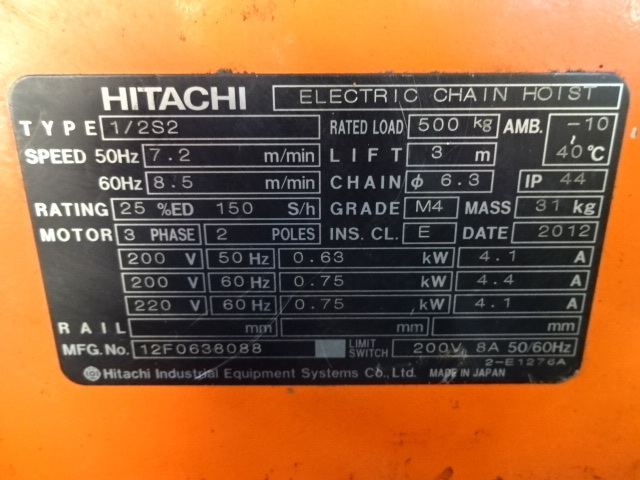 HITACHI ELECTRIC CHAIN HOIST
TYPE 1/2S2 RATED LOAD 500 kg AMB. -10 ~ 40°C
SPEED 50Hz 7.2 m/min LIFT 3 m
60Hz 8.5 m/min CHAIN ϕ 6.3 IP 44
RATING 25 %ED 150 S/h GRADE M4 MASS 31 kg
MOTOR 3 PHASE 2 POLES INS. CL. E DATE 2012
200 V 50 Hz 0.63 kW 4.1 A
200 V 60 Hz 0.75 kW 4.4 A
220 V 60 Hz 0.75 kW 4.1 A
RAIL mm mm mm
MFG.No. 12F0638088 LIMIT SWITCH 200V 8A 50/60Hz
2-E1276A
Hitachi Industrial Equipment Systems Co.,Ltd. MADE IN JAPAN